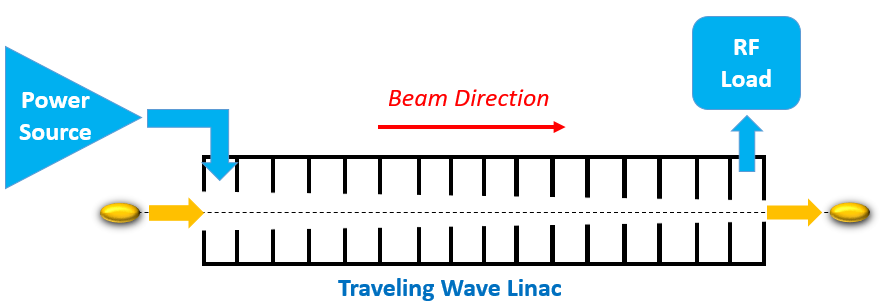 Power
Source
Beam Direction
RF
Load
Traveling Wave Linac